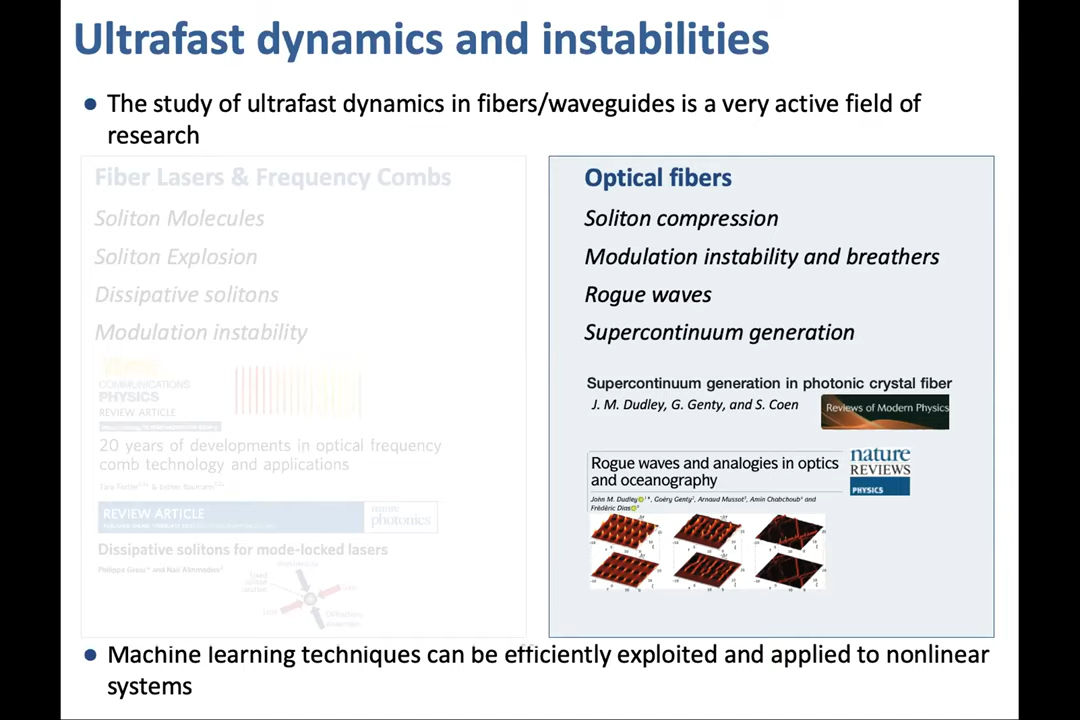 Ultrafast dynamics and instabilities
● The study of ultrafast dynamics in fibers/waveguides is a very active field of
research
Fiber Lasers & Frequency Combs
Soliton Molecules
Soliton Explosion
Dissipative solitons
Modulation instability
COMMUNICATIONS
PHYSICS
REVIEW ARTICLE
20 years of developments in optical frequency
comb technology and applications
REVIEW ARTICLE
nature
photonics
Dissipative solitons for mode-locked lasers
Optical fibers
Soliton compression
Modulation instability and breathers
Rogue waves
Supercontinuum generation
Supercontinuum generation in photonic crystal fiber
J. M. Dudley, G. Genty, and S. Coen
Reviews of Modern Physics
Rogue waves and analogies in optics
and oceanography
nature
REVIEWS
PHYSICS
John M. Dudley, Goëry Genty, Arnaud Mussot, Amin Chabchoub and
Frédéric Dias
● Machine learning techniques can be efficiently exploited and applied to nonlinear
systems